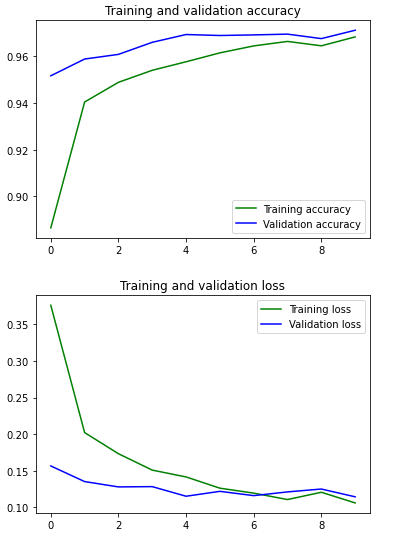 Training and validation accuracy
0.96
0.94
0.92
0.90
Training accuracy
Validation accuracy
0 2 4 6 8
Training and validation loss
0.35
0.30
0.25
0.20
0.15
0.10
Training loss
Validation loss
0 2 4 6 8